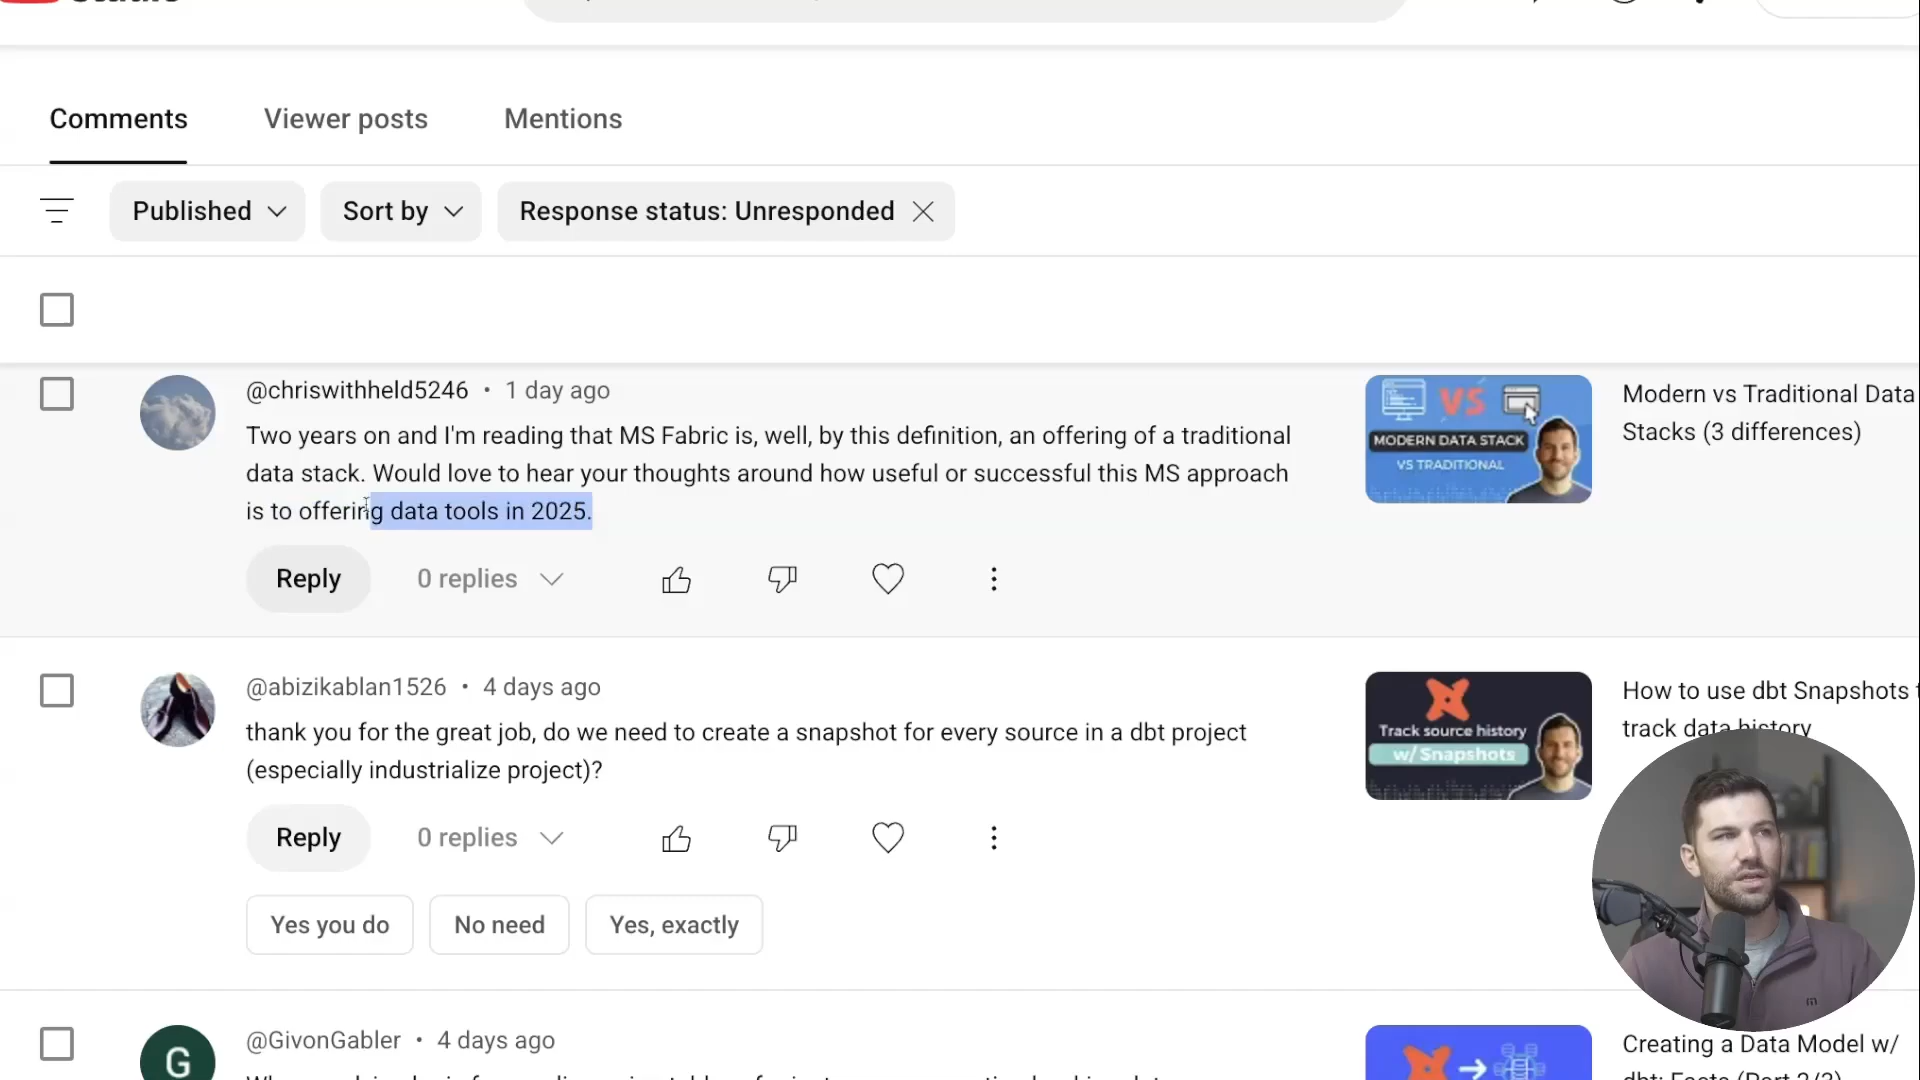 Comments
Viewer posts
Mentions
Published
Sort by
Response status: Unresponded
@chriswithheld5246 • 1 day ago
Two years on and I'm reading that MS Fabric is, well, by this definition, an offering of a traditional
data stack. Would love to hear your thoughts around how useful or successful this MS approach
is to offering data tools in 2025.
Reply
0 replies
VS
MODERN DATA STACK
VS TRADITIONAL
Modern vs Traditional Data
Stacks (3 differences)
@abizikablan1526 • 4 days ago
thank you for the great job, do we need to create a snapshot for every source in a dbt project
(especially industrialize project)?
Reply
0 replies
Yes you do
No need
Yes, exactly
Track source history
w/ Snapshots
How to use dbt Snapshots
track data history
G
@GivonGabler • 4 days ago
Creating a Data Model w/
dbt: Facts (Part 2/3)